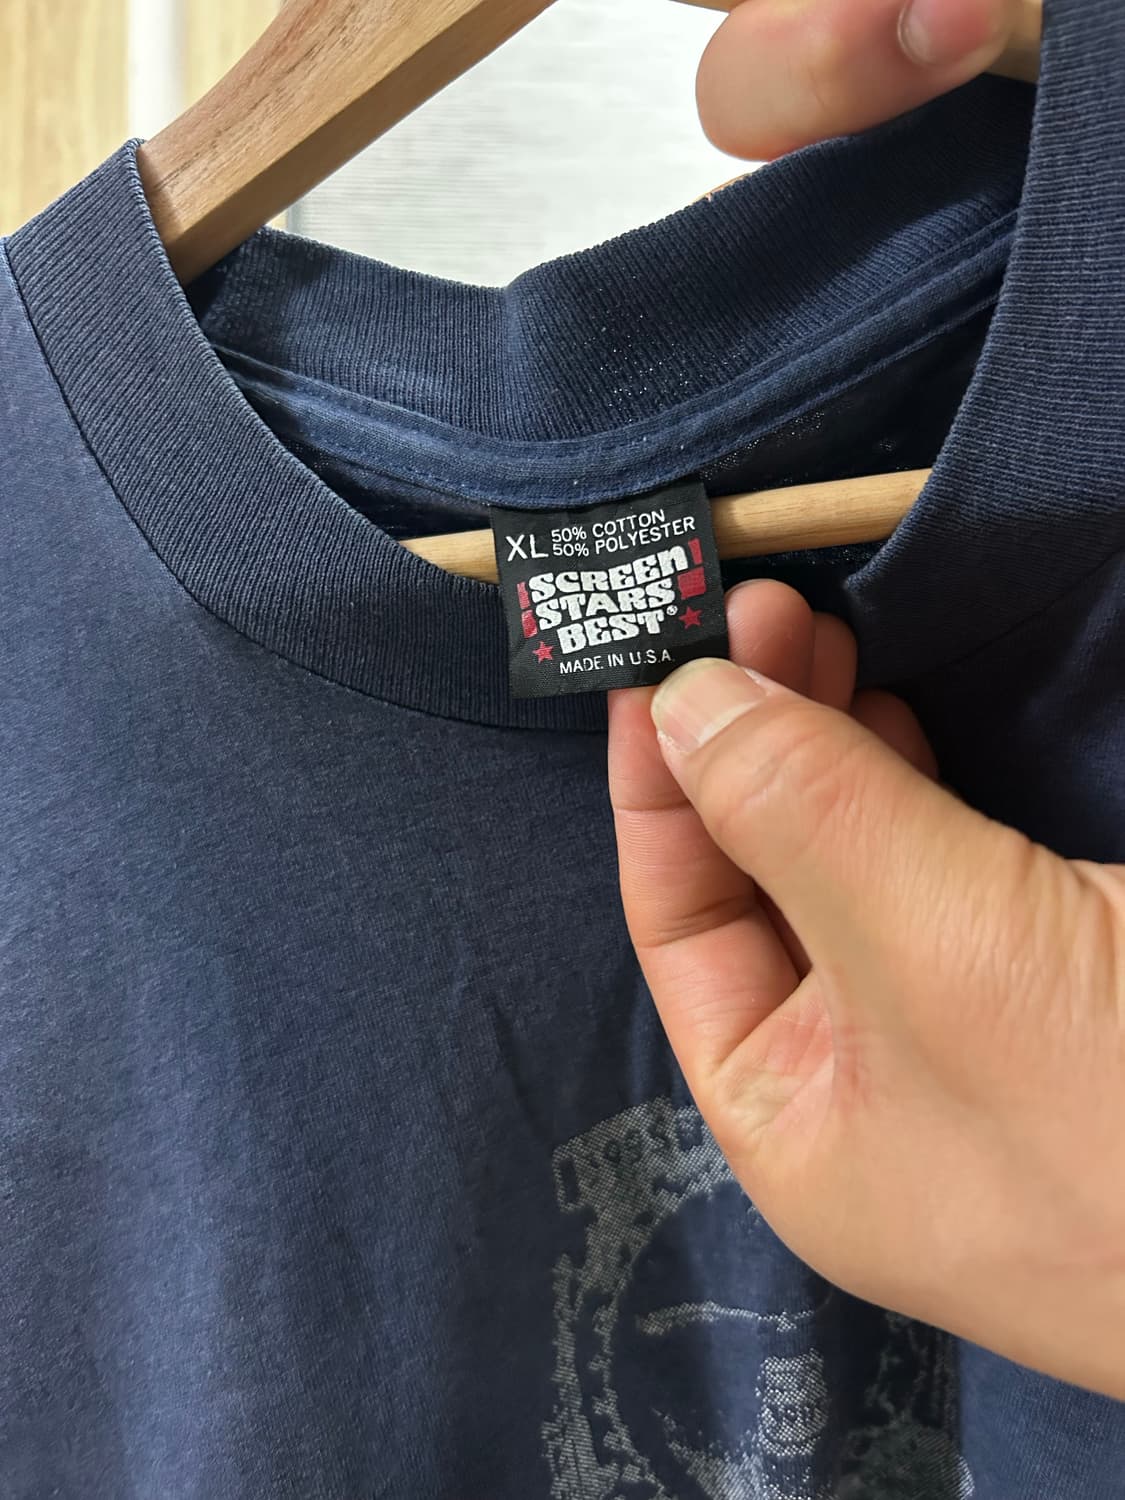 XL 50% COTTON
50% POLYESTER
SCREEN
STARS
BEST®
MADE IN U.S.A.